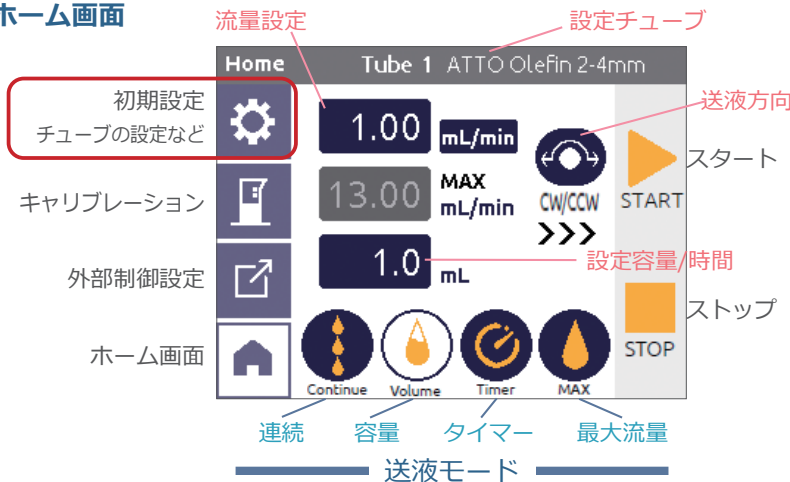 ホーム画面
流量設定
設定チューブ
Home
Tube 1 ATTO Olefin 2-4mm
初期設定
チューブの設定など
1.00 mL/min
送液方向
スタート
START
キャリブレーション
13.00 MAX mL/min
CW/CCW
外部制御設定
1.0 mL
設定容量/時間
ストップ
STOP
ホーム画面
Continue
Volume
Timer
MAX
連続
容量
タイマー
最大流量
送液モード